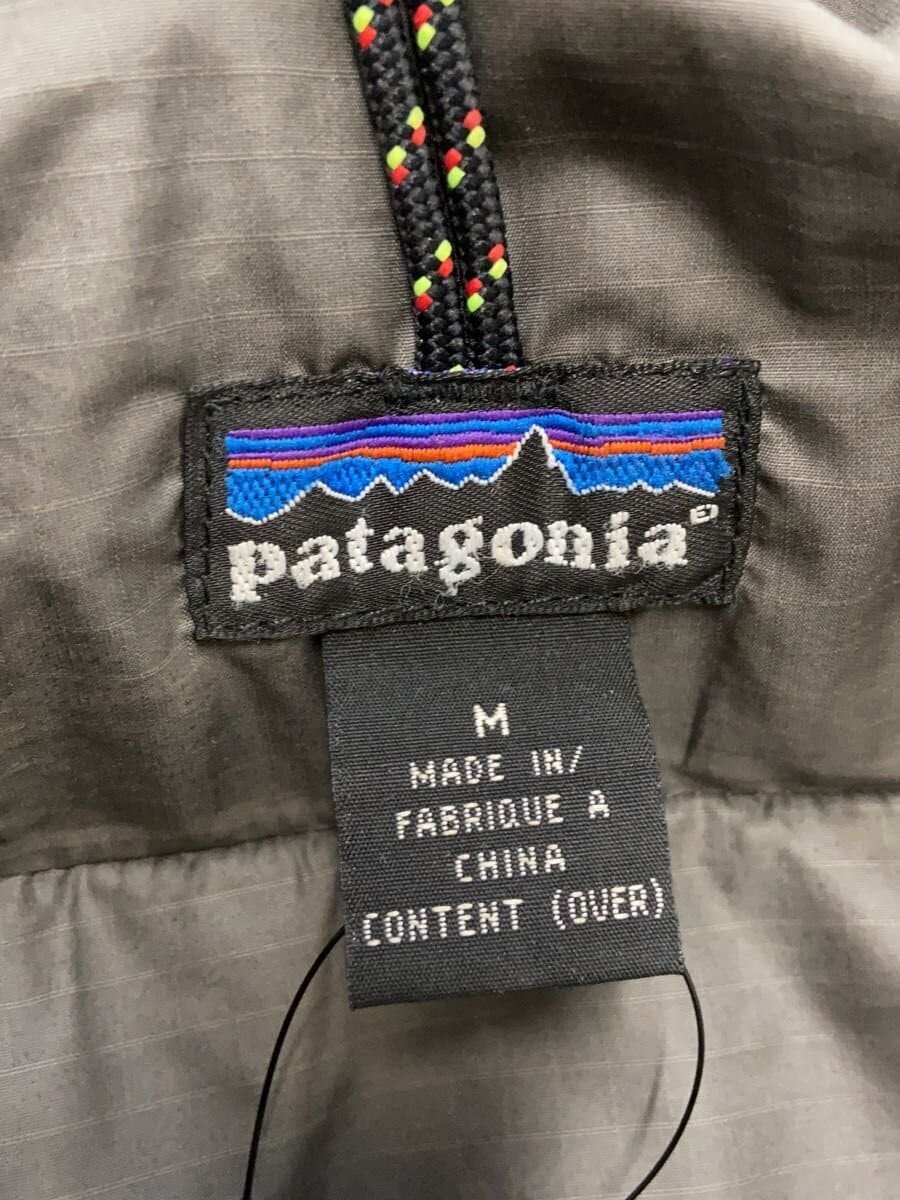 patagonia®
M
MADE IN/
FABRIQUE A
CHINA
CONTENT (OVER)